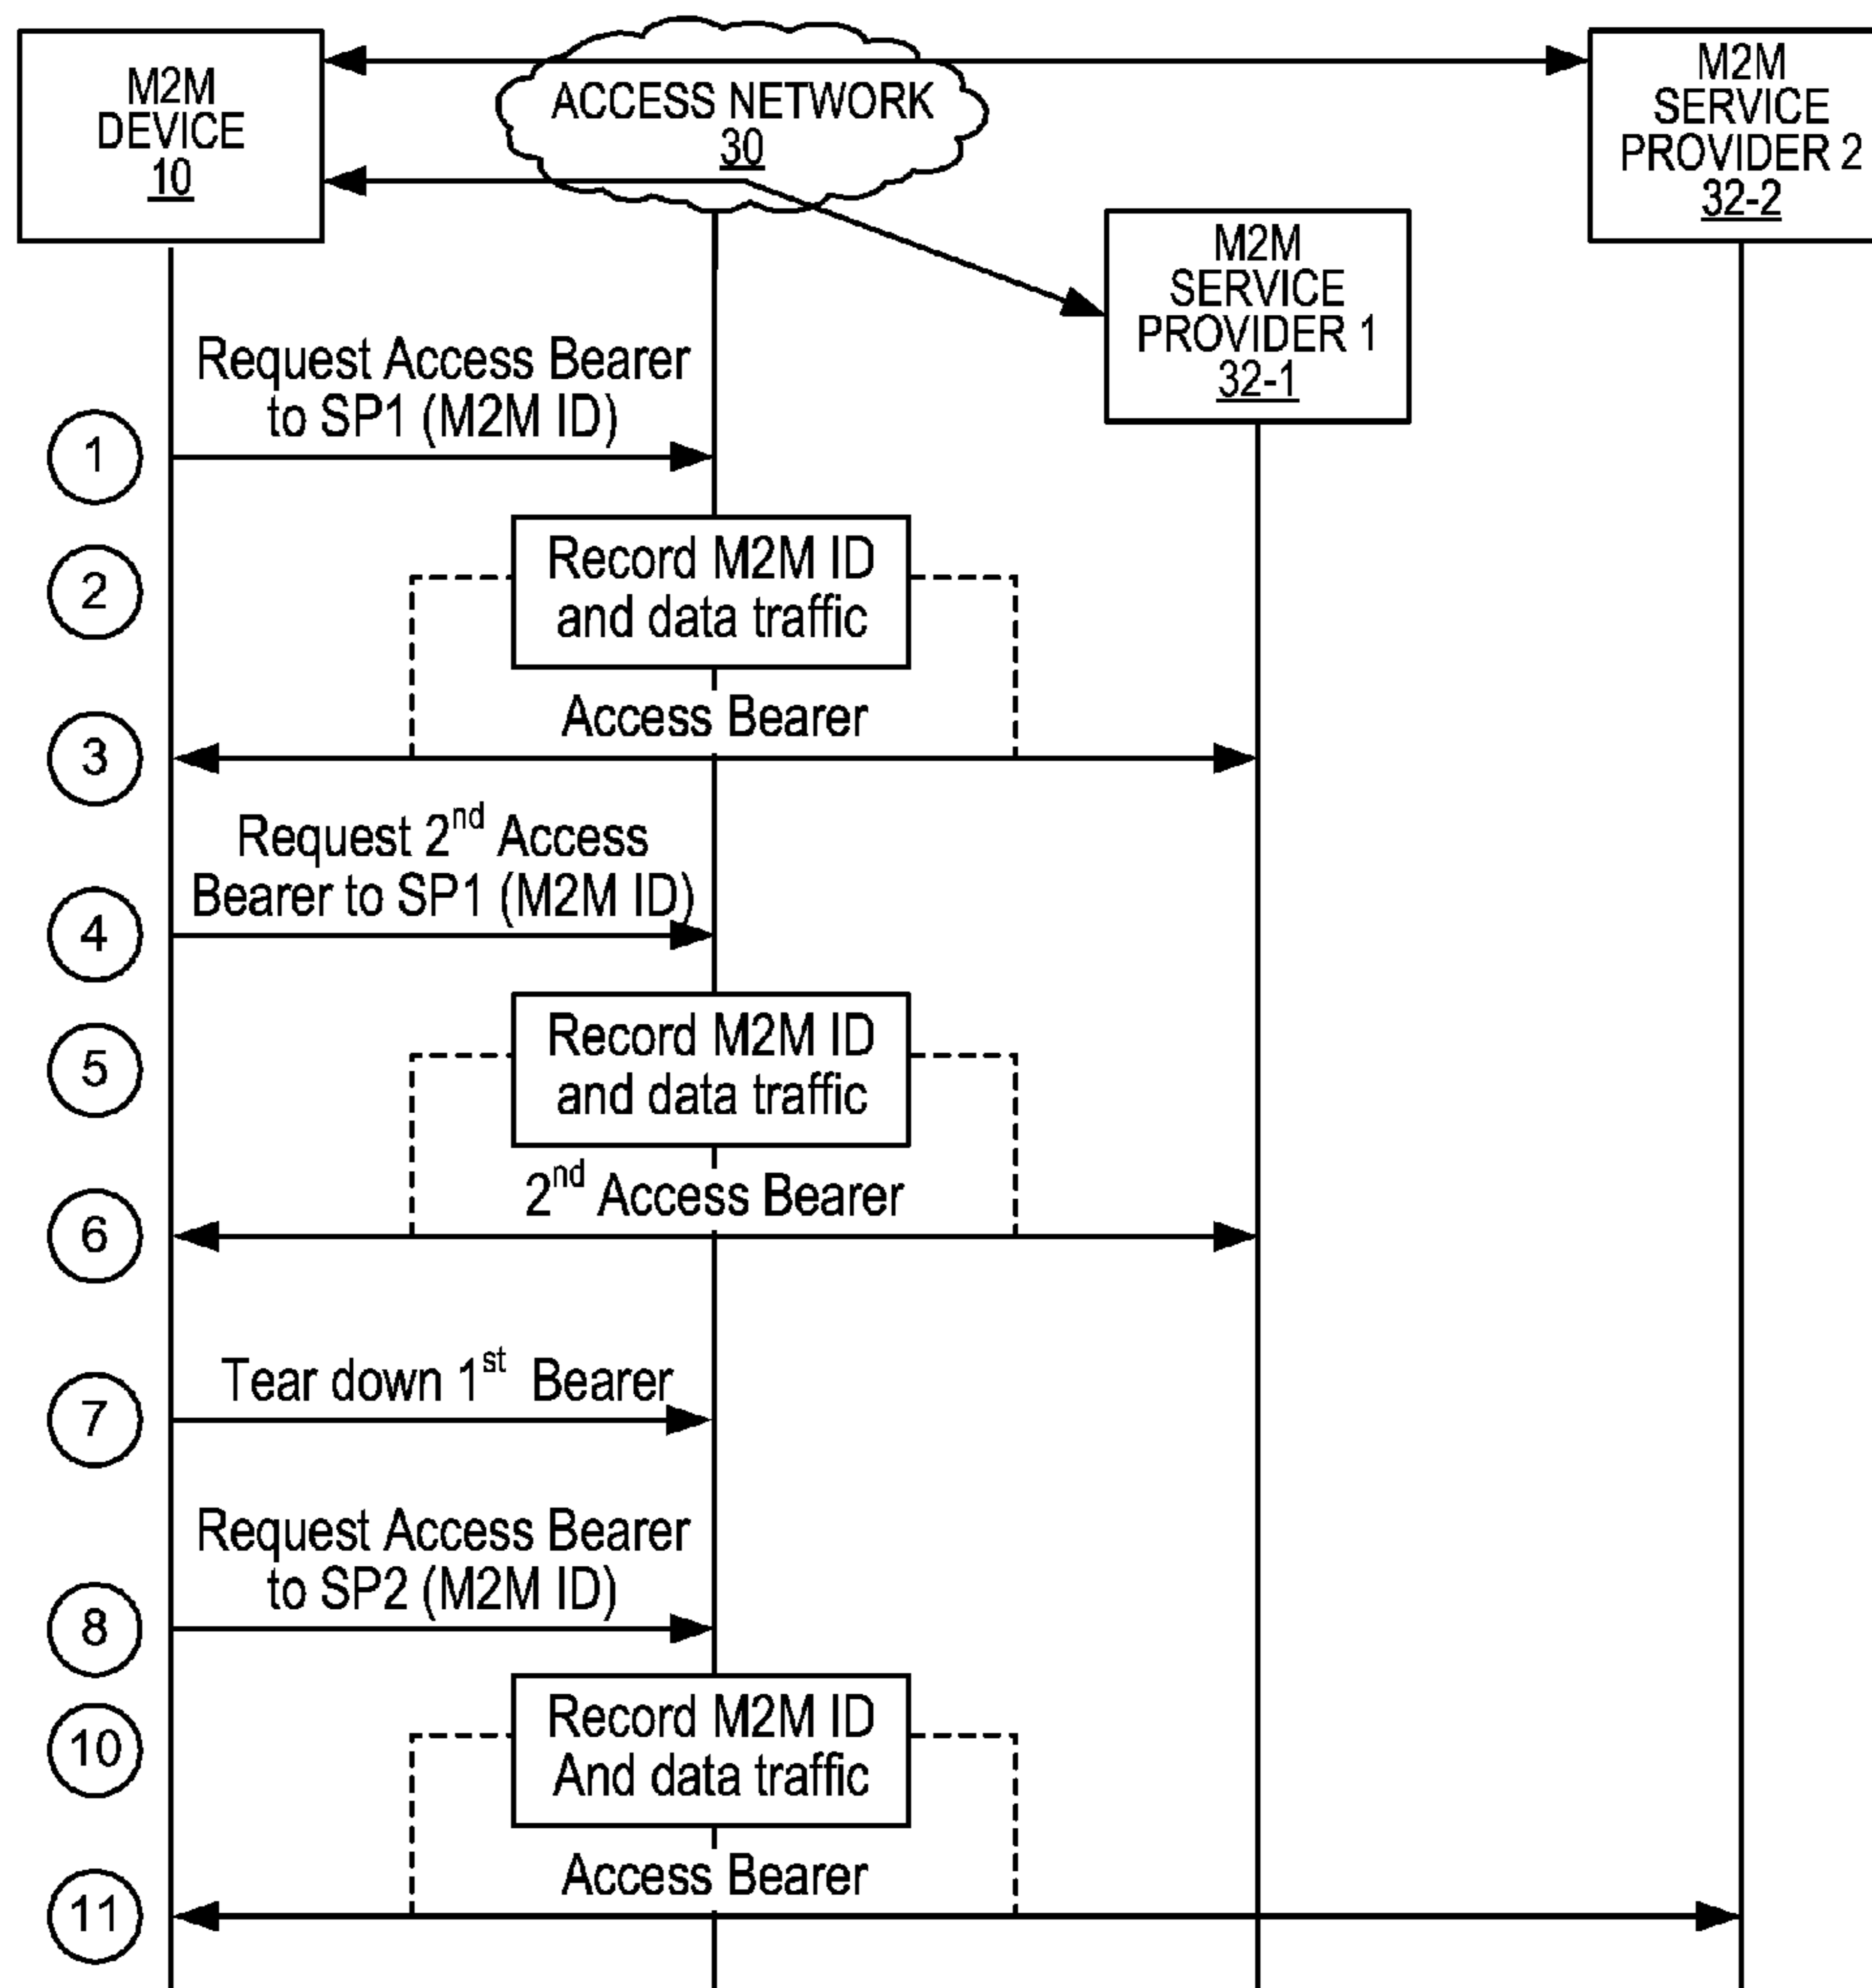 M2M
DEVICE
10
ACCESS NETWORK
30
M2M
SERVICE
PROVIDER 2
32-2
M2M
SERVICE
PROVIDER 1
32-1
Request Access Bearer
to SP1 (M2M ID)
1
Record M2M ID
and data traffic
2
Access Bearer
3
Request 2nd Access
Bearer to SP1 (M2M ID)
4
Record M2M ID
and data traffic
5
2nd Access Bearer
6
Tear down 1st Bearer
7
Request Access Bearer
to SP2 (M2M ID)
8
Record M2M ID
And data traffic
10
Access Bearer
11